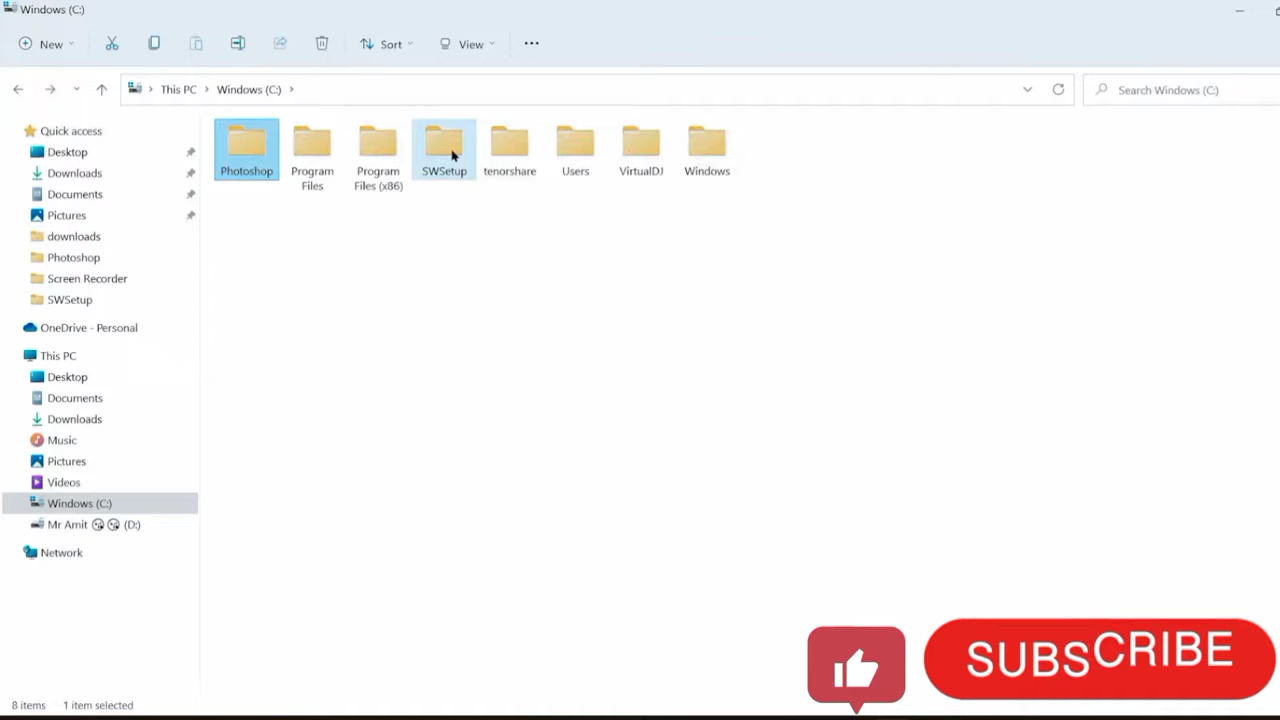 Windows (C:)
New
Sort
View
This PC
Windows (C:)
Search Windows (C:)
Quick access
Desktop
Downloads
Documents
Pictures
downloads
Photoshop
Screen Recorder
SWSetup
OneDrive - Personal
This PC
Desktop
Documents
Downloads
Music
Pictures
Videos
Windows (C:)
Mr Amit 😘😘 (D:)
Network
Photoshop
Program
Files
Program
Files (x86)
SWSetup
tenorshare
Users
VirtualDJ
Windows
SUBSCRIBE
8 items
1 item selected